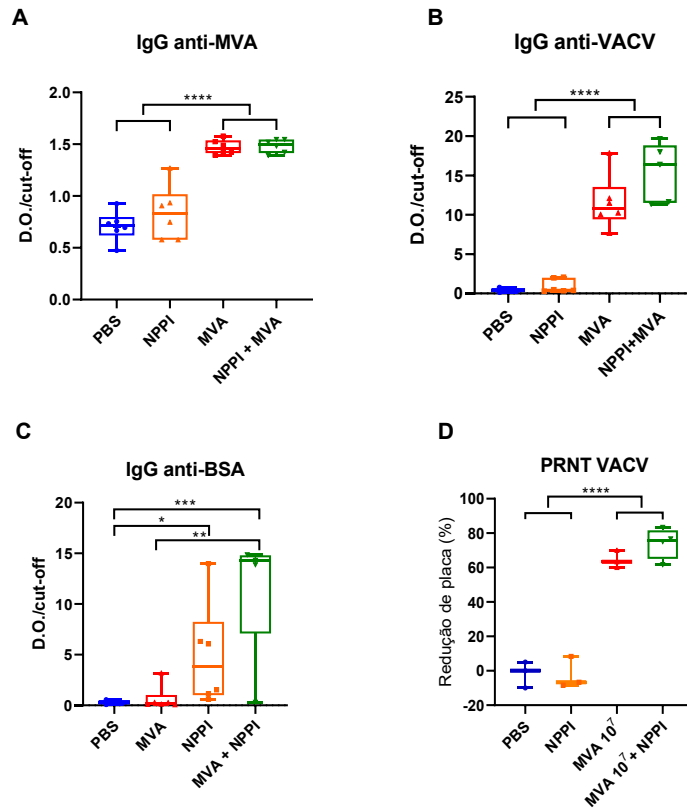 A
IgG anti-MVA
D.O./cut-off
2.0
1.5
1.0
0.5
0.0
****
PBS
NPPI
MVA
NPPI + MVA
B
IgG anti-VACV
D.O./cut-off
25
20
15
10
5
0
****
PBS
NPPI
MVA
NPPI+MVA
C
IgG anti-BSA
D.O./cut-off
20
15
10
5
0
***
*
**
PBS
MVA
NPPI
MVA + NPPI
D
PRNT VACV
Redução de placa (%)
100
80
60
40
20
0
-20
****
PBS
NPPI
MVA 10⁷
MVA 10⁷+ NPPI